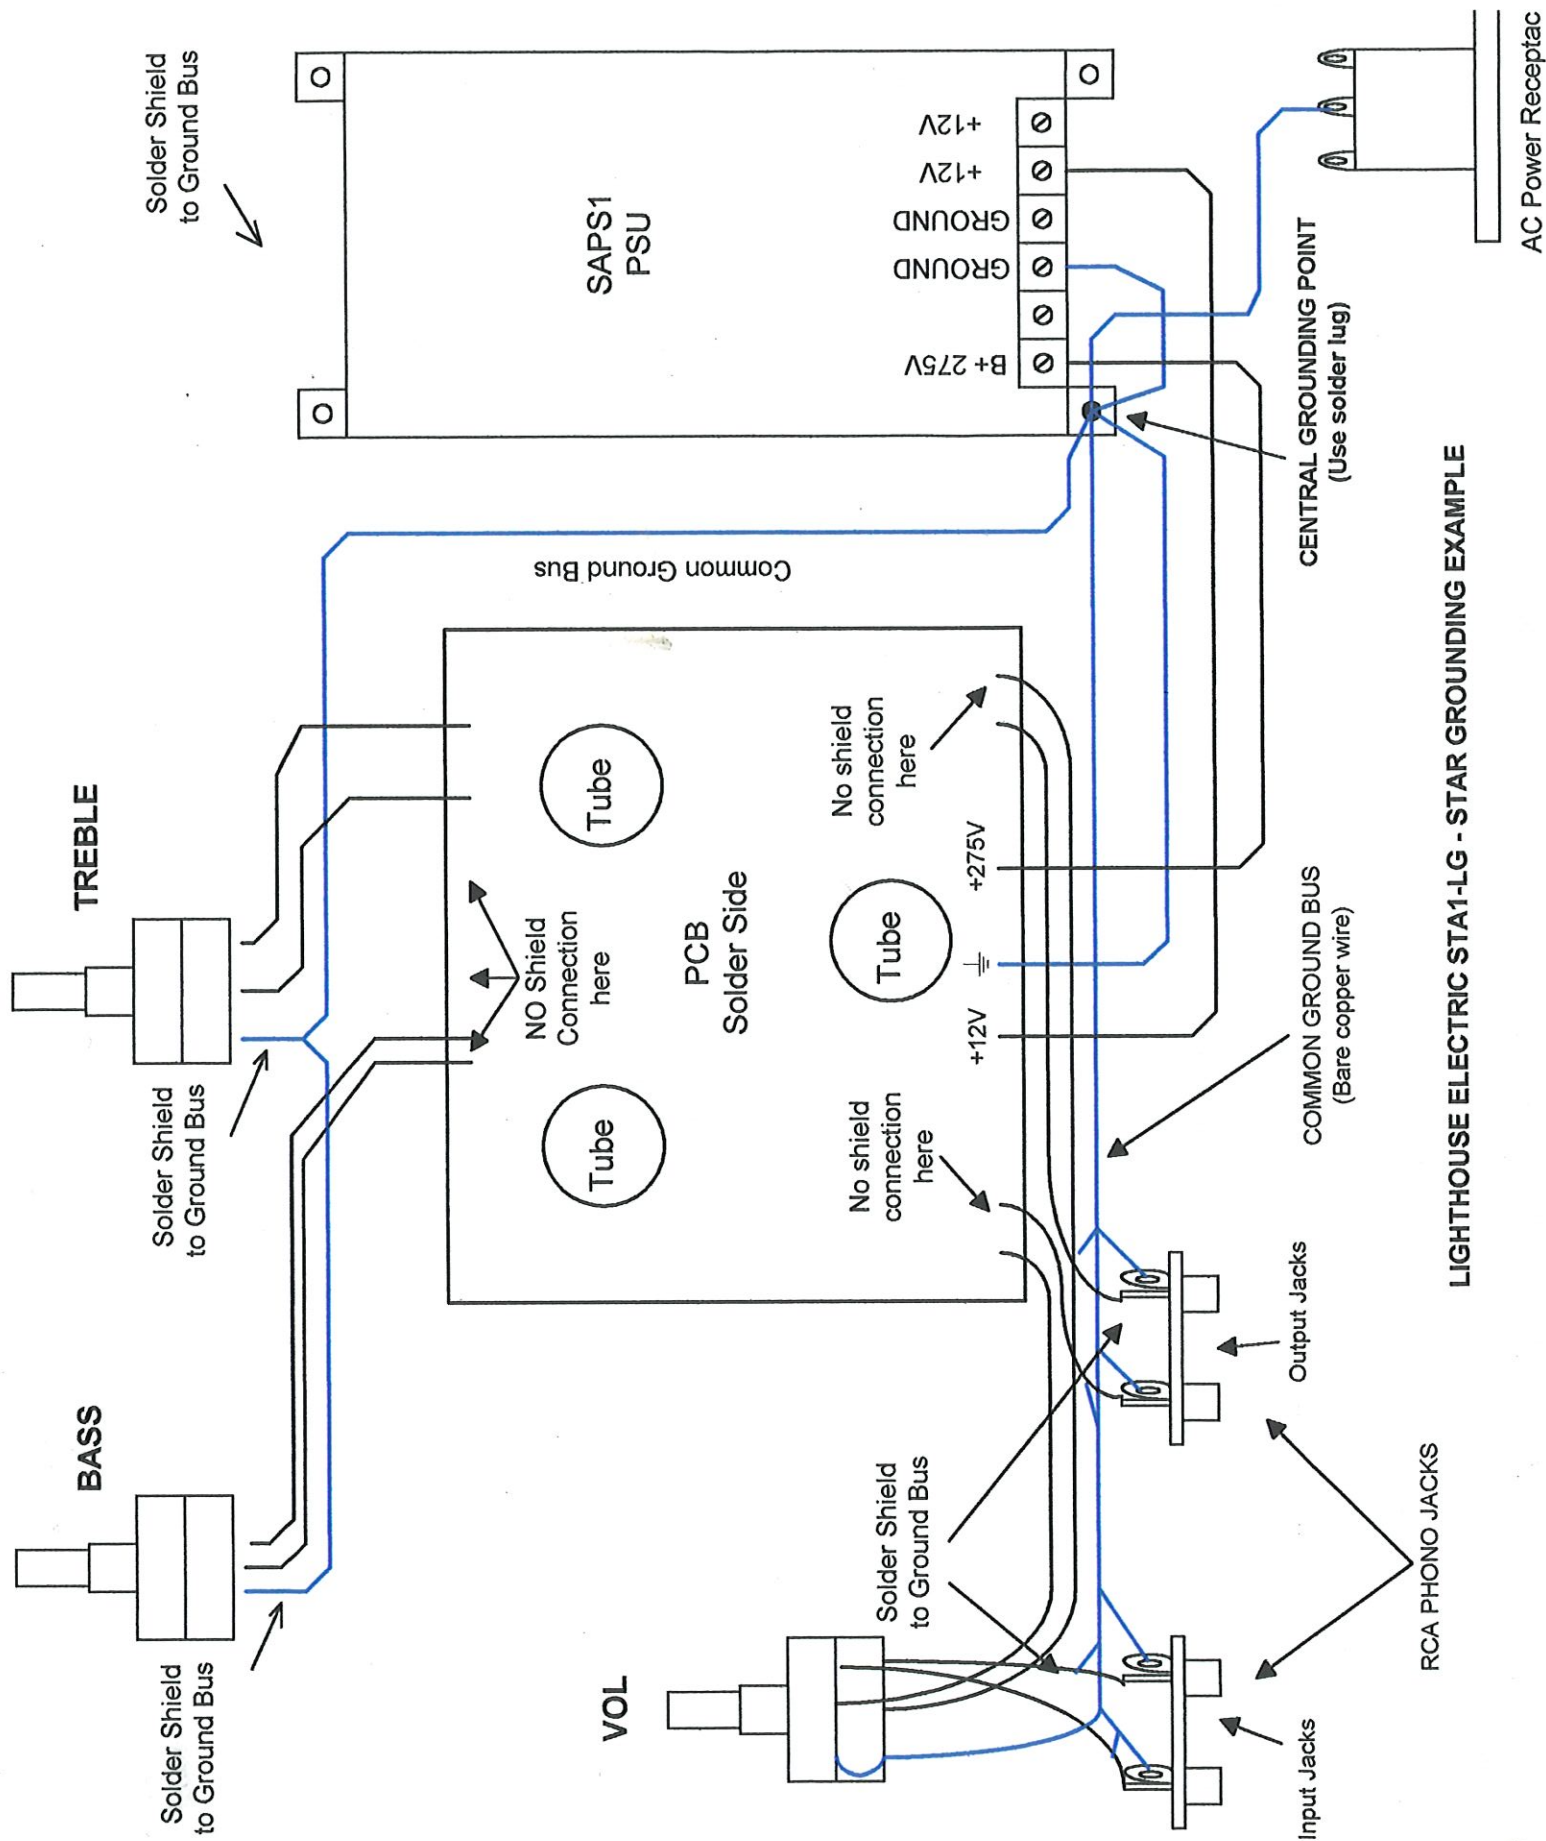 BASS
TREBLE
Solder Shield
to Ground Bus
Solder Shield
to Ground Bus
Solder Shield
to Ground Bus
Tube
NO Shield
Connection
here
Tube
Common Ground Bus
SAPS1
PSU
VOL
PCB
Solder Side
Solder Shield
to Ground Bus
No shield
connection
here
Tube
No shield
connection
here
+12V
+275V
B+ 275V
GROUND
GROUND
+12V
+12V
Input Jacks
Output Jacks
RCA PHONO JACKS
COMMON GROUND BUS
(Bare copper wire)
CENTRAL GROUNDING POINT
(Use solder lug)
AC Power Receptac
LIGHTHOUSE ELECTRIC STA1-LG - STAR GROUNDING EXAMPLE